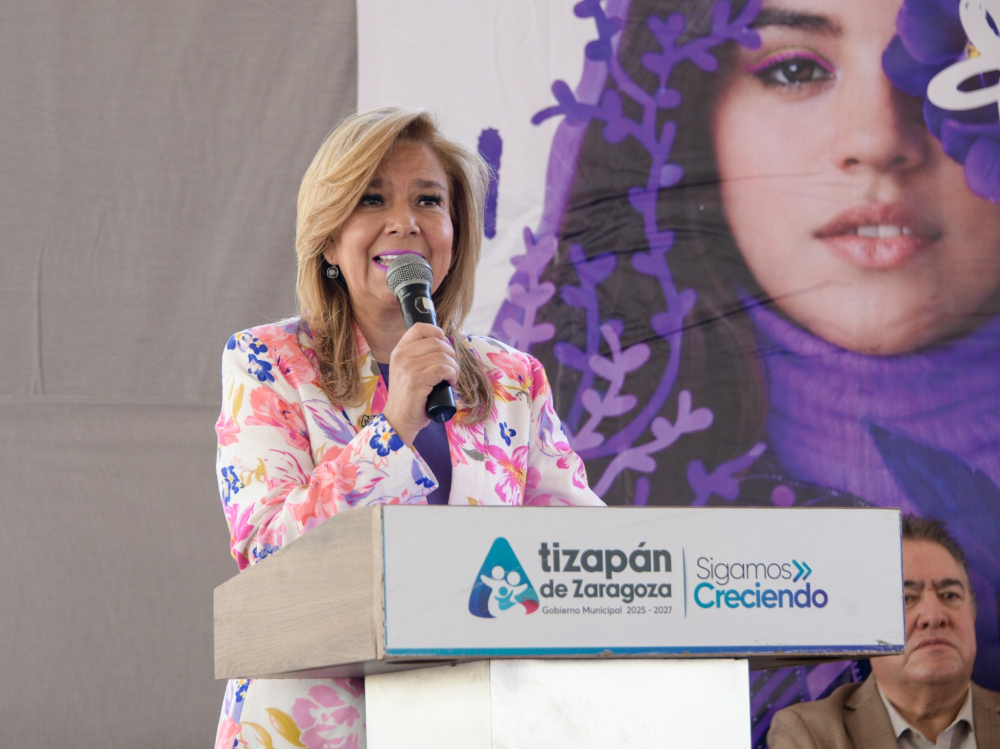 tizapán
de Zaragoza
Gobierno Municipal 2025 - 2027
Sigamos
Creciendo